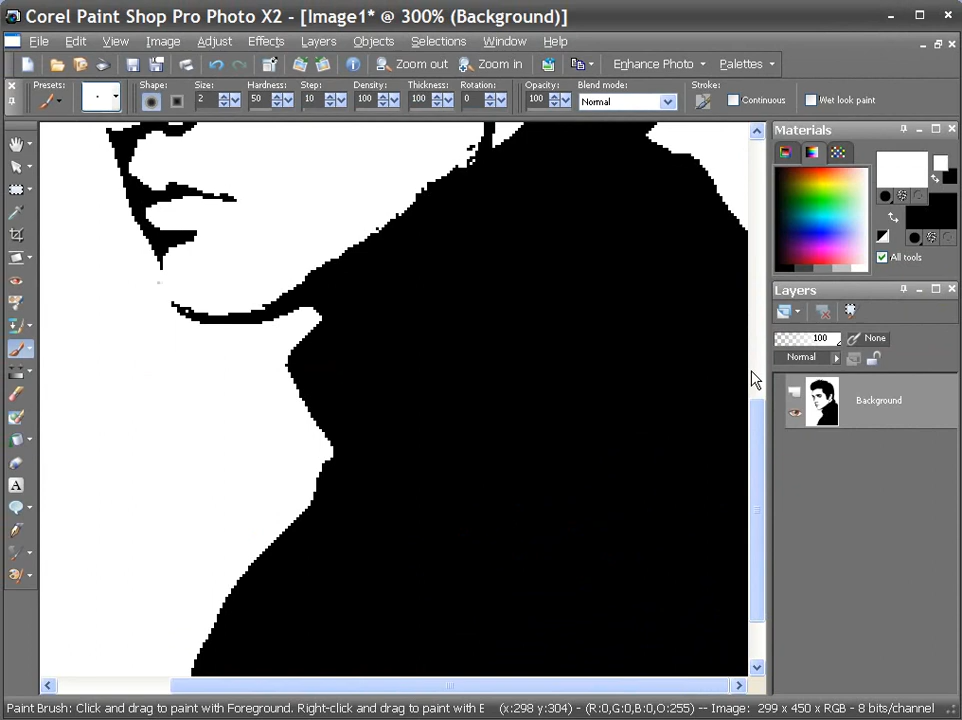 Corel Paint Shop Pro Photo X2 - [Image1* @ 300% (Background)]
File Edit View Image Adjust Effects Layers Objects Selections Window Help
Zoom out Zoom in Enhance Photo Palettes
Presets: Shape: Size: Hardness: Step: Density: Thickness: Rotation: Opacity: Blend mode: Stroke:
2 50 10 100 100 0 100 Normal Continuous Wet look paint
Materials
All tools
Layers
100 None
Normal
Background
A
Paint Brush: Click and drag to paint with Foreground. Right-click and drag to paint with E (x:298 y:304) - (R:0,G:0,B:0,O:255) -- Image: 299 x 450 x RGB - 8 bits/channel